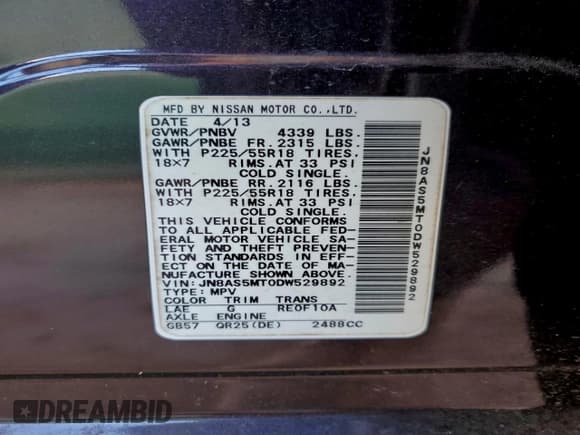 MFD BY NISSAN MOTOR CO.,LTD.
DATE 4/13
GVWR/PNBV 4339 LBS.
GAWR/PNBE FR. 2315 LBS.
WITH P225/55R18 TIRES.
18×7 RIMS. AT 33 PSI
COLD SINGLE.
GAWR/PNBE RR. 2116 LBS.
WITH P225/55R18 TIRES.
18×7 RIMS. AT 33 PSI
COLD SINGLE.
THIS VEHICLE CONFORMS
TO ALL APPLICABLE FED-
ERAL MOTOR VEHICLE SA-
FETY AND THEFT PREVEN-
TION STANDARDS IN EFF-
ECT ON THE DATE OF MA-
NUFACTURE SHOWN ABOVE.
VIN:JN8AS5MT0DW529892
TYPE:MPV
COLOR TRIM TRANS
LAE G RE0F10A
AXLE ENGINE
GB57 QR25(DE) 2488CC
JN8AS5MT0DW529892
DREAMBID